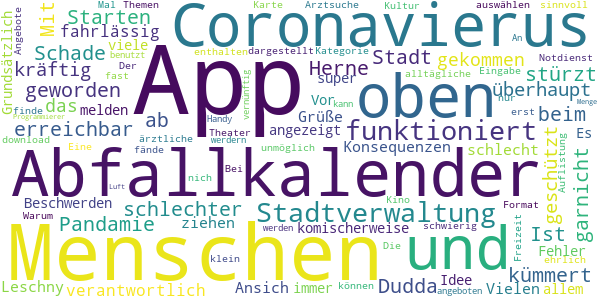 Mal Themen Karte Arztsuche Kultur auswählen sinnvoll
Starten Coronavierus
Grundsätzlich Angebote Mit fahrlässig
enthalten dargestellt Kategorie An Notdienst
Schade viele benutzt Der App Herne Stadt gekommen alltägliche Eingabe
kräftig fast super oben stürzt
geworden vernünftig Vor kann nur überhaupt Menge
finde das melden ab Grüße erst beim
Programmierer Handy angezeigt funktioniert Es
erreichbar ärztliche Theater Konsequenzen schlecht
download Eine fände werdern unmöglich geschützt Auflistung garnicht
Abfallkalender
Bei nich Ist Fehler
Beschwerden schlechter Stadtverwaltung
Warum Pandamie ziehen komischerweise Kino Format
Menschen und
Luft klein werden Die schwierig Freizeit kümmert
Leschny Ansich immer Dudda Idee Vielen allem
verantwortlich können angeboten ehrlich